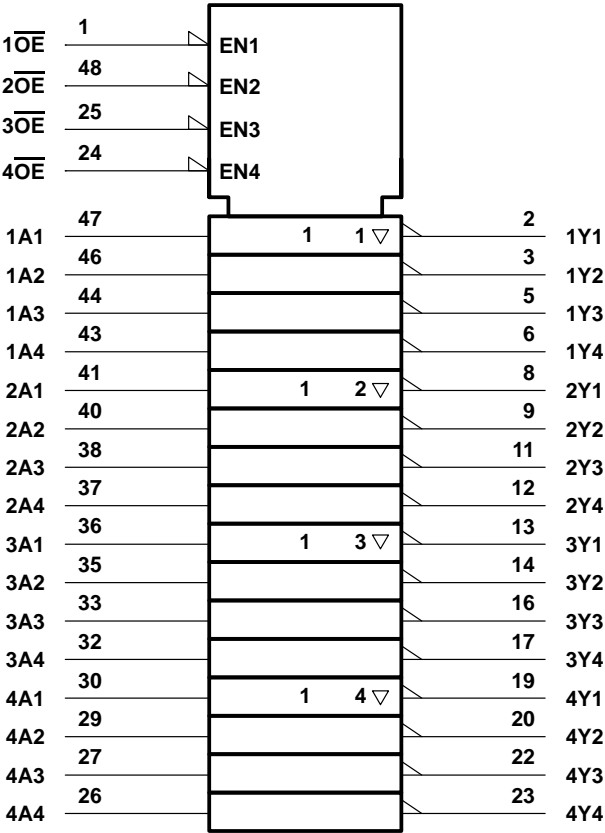 1OE 1 EN1
2OE 48 EN2
3OE 25 EN3
4OE 24 EN4
1A1 47 1 1 2 1Y1
1A2 46 3 1Y2
1A3 44 5 1Y3
1A4 43 6 1Y4
2A1 41 1 2 8 2Y1
2A2 40 9 2Y2
2A3 38 11 2Y3
2A4 37 12 2Y4
3A1 36 1 3 13 3Y1
3A2 35 14 3Y2
3A3 33 16 3Y3
3A4 32 17 3Y4
4A1 30 1 4 19 4Y1
4A2 29 20 4Y2
4A3 27 22 4Y3
4A4 26 23 4Y4